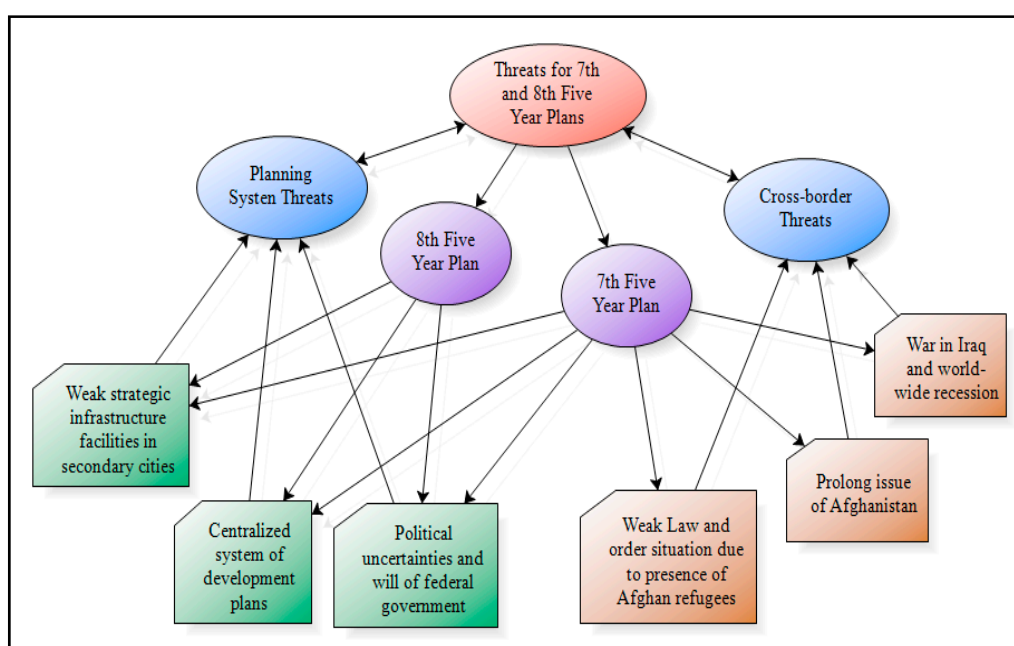 Threats for 7th
and 8th Five
Year Plans
Planning
Systen Threats
Cross-border
Threats
8th Five
Year Plan
7th Five
Year Plan
War in Iraq
and world-
wide recession
Weak strategic
infrastructure
facilities in
secondary cities
Prolong issue
of Afghanistan
Centralized
system of
development
plans
Political
uncertainties and
will of federal
government
Weak Law and
order situation due
to presence of
Afghan refugees